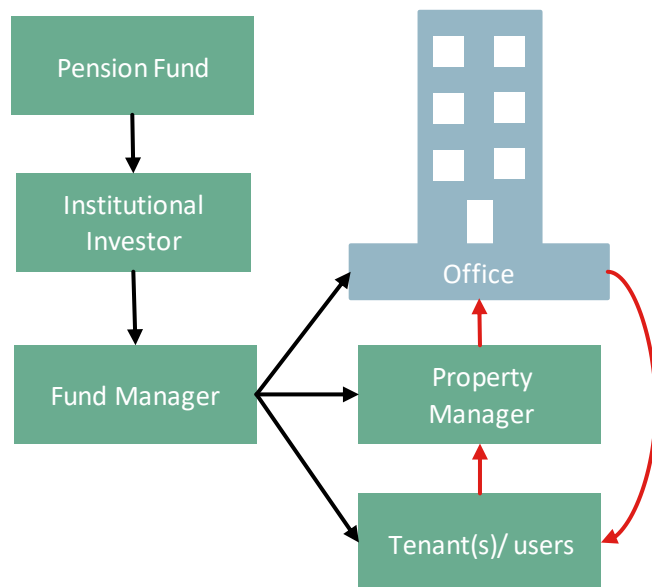 Pension Fund
Institutional
Investor
Office
Fund Manager
Property
Manager
Tenant(s)/ users